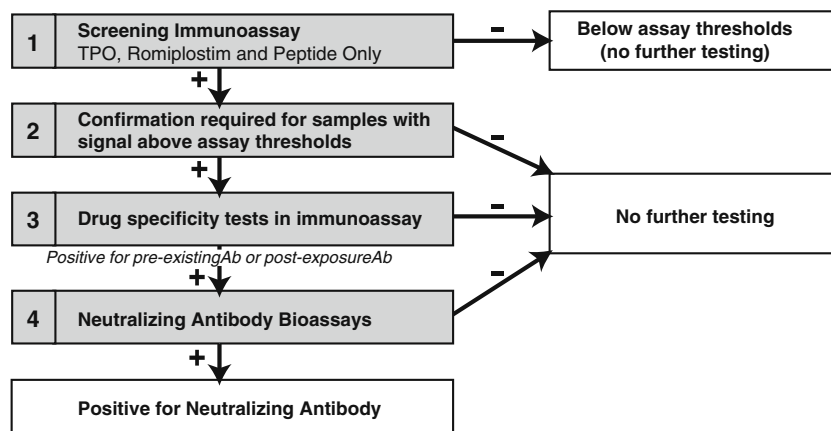 1
Screening Immunoassay
TPO, Romiplostim and Peptide Only
-
Below assay thresholds
(no further testing)
+
2
Confirmation required for samples with
signal above assay thresholds
-
+
3
Drug specificity tests in immunoassay
-
No further testing
Positive for pre-existingAb or post-exposureAb
+
-
4
Neutralizing Antibody Bioassays
+
Positive for Neutralizing Antibody